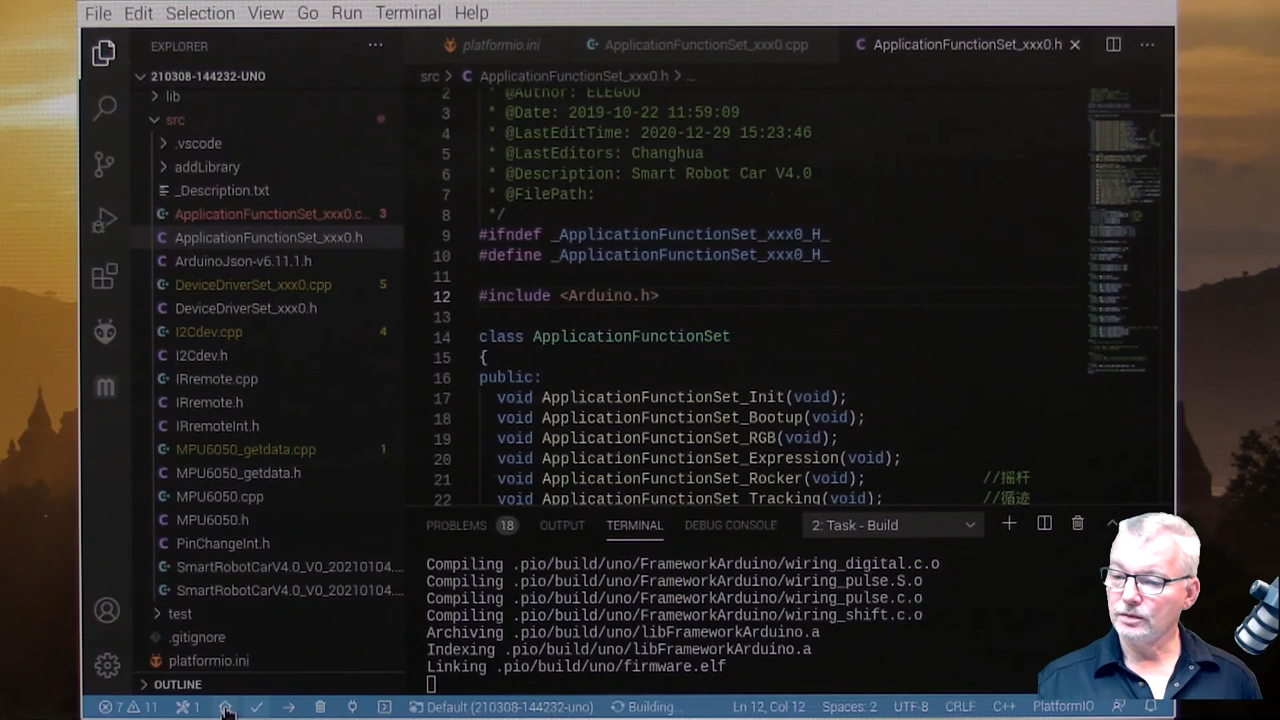 File Edit Selection View Go Run Terminal Help
EXPLORER
platformio.ini
ApplicationFunctionSet_xxx0.cpp
ApplicationFunctionSet_xxx0.h
210308-144232-UNO
lib
src
.vscode
addLibrary
_Description.txt
ApplicationFunctionSet_xxx0.c... 3
ApplicationFunctionSet_xxx0.h
ArduinoJson-v6.11.1.h
DeviceDriverSet_xxx0.cpp 5
DeviceDriverSet_xxx0.h
I2Cdev.cpp 4
I2Cdev.h
IRremote.cpp
IRremote.h
IRremoteInt.h
MPU6050_getdata.cpp 1
MPU6050_getdata.h
MPU6050.cpp
MPU6050.h
PinChangeInt.h
SmartRobotCarV4.0_V0_20210104....
SmartRobotCarV4.0_V0_20210104....
test
.gitignore
platformio.ini
OUTLINE
src > C ApplicationFunctionSet_xxx0.h > ...
2 * @Author: ELEGOO
3 * @Date: 2019-10-22 11:59:09
4 * @LastEditTime: 2020-12-29 15:23:46
5 * @LastEditors: Changhua
6 * @Description: Smart Robot Car V4.0
7 * @FilePath:
8 */
9 #ifndef _ApplicationFunctionSet_xxx0_H_
10 #define _ApplicationFunctionSet_xxx0_H_
11
12 #include <Arduino.h>
13
14 class ApplicationFunctionSet
15 {
16 public:
17 void ApplicationFunctionSet_Init(void);
18 void ApplicationFunctionSet_Bootup(void);
19 void ApplicationFunctionSet_RGB(void);
20 void ApplicationFunctionSet_Expression(void);
21 void ApplicationFunctionSet_Rocker(void); //摇杆
22 void ApplicationFunctionSet_Tracking(void); //循迹
PROBLEMS 18 OUTPUT TERMINAL DEBUG CONSOLE 2: Task - Build
Compiling .pio/build/uno/FrameworkArduino/wiring_digital.c.o
Compiling .pio/build/uno/FrameworkArduino/wiring_pulse.S.o
Compiling .pio/build/uno/FrameworkArduino/wiring_pulse.c.o
Compiling .pio/build/uno/FrameworkArduino/wiring_shift.c.o
Archiving .pio/build/uno/libFrameworkArduino.a
Indexing .pio/build/uno/libFrameworkArduino.a
Linking .pio/build/uno/firmware.elf
7 11 1 Default (210308-144232-uno) Building... Ln 12, Col 12 Spaces: 2 UTF-8 CRLF C++ PlatformIO